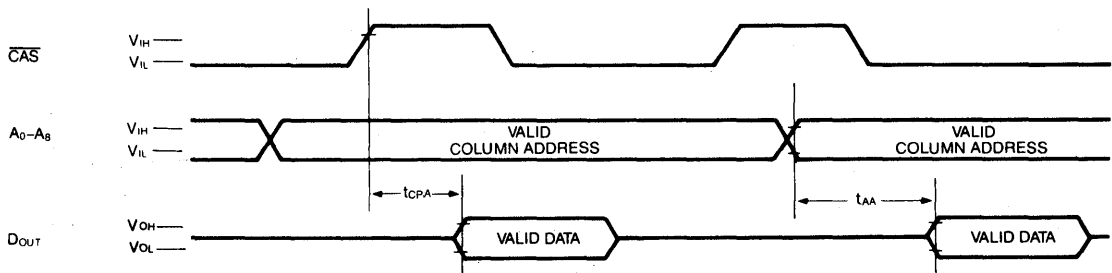 CAS
VIH
VIL
A0–A8
VIH
VIL
VALID
COLUMN ADDRESS
VALID
COLUMN ADDRESS
tCPA
tAA
DOUT
VOH
VOL
VALID DATA
VALID DATA